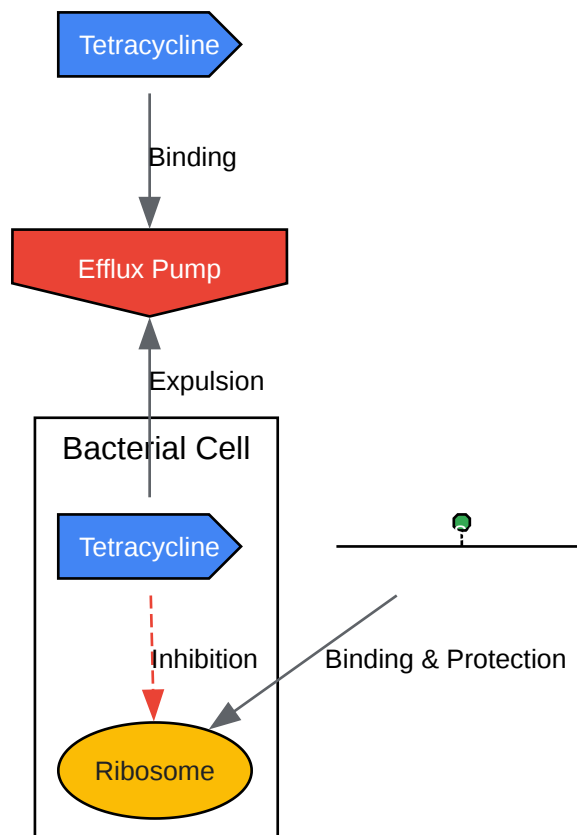 Tetracycline
Binding
Efflux Pump
Expulsion
Bacterial Cell
Tetracycline
Inhibition
Binding & Protection
Ribosome